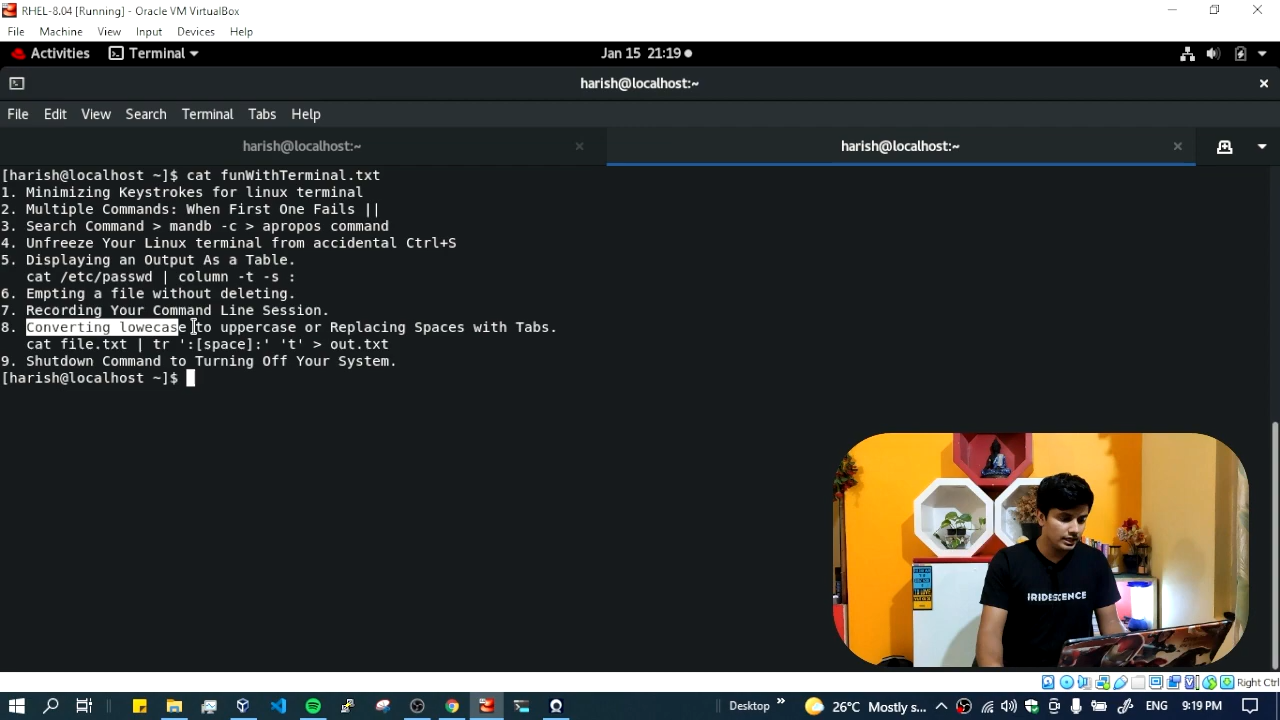 RHEL-8.04 [Running] - Oracle VM VirtualBox
File Machine View Input Devices Help
Activities Terminal Jan 15 21:19
harish@localhost:~
File Edit View Search Terminal Tabs Help
harish@localhost:~ harish@localhost:~
[harish@localhost ~]$ cat funWithTerminal.txt
1. Minimizing Keystrokes for linux terminal
2. Multiple Commands: When First One Fails ||
3. Search Command > mandb -c > apropos command
4. Unfreeze Your Linux terminal from accidental Ctrl+S
5. Displaying an Output As a Table.
cat /etc/passwd | column -t -s :
6. Empting a file without deleting.
7. Recording Your Command Line Session.
8. Converting lowecase to uppercase or Replacing Spaces with Tabs.
cat file.txt | tr ':[space]:' 't' > out.txt
9. Shutdown Command to Turning Off Your System.
[harish@localhost ~]$
IRIDESCENCE
Right Ctrl
Desktop 26°C Mostly s... ENG 9:19 PM